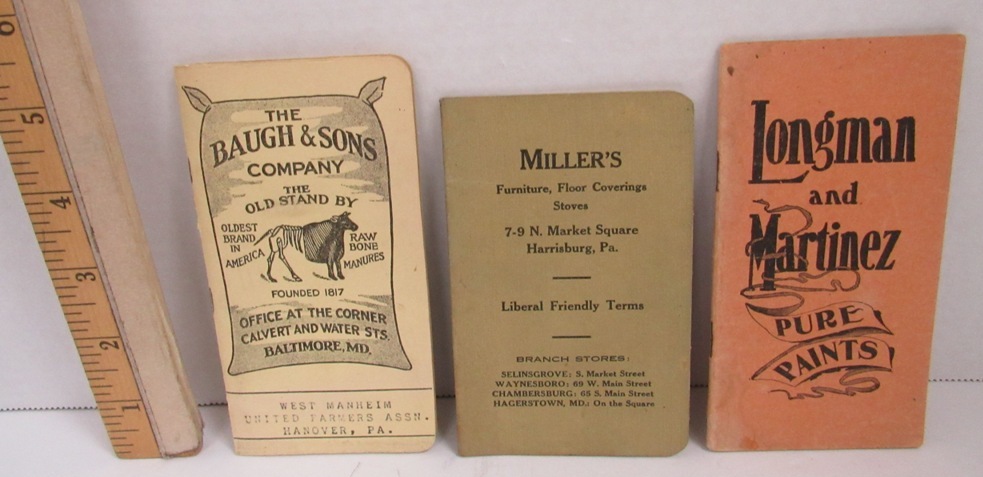 6
5
4
3
2
1
THE
BAUGH & SONS
COMPANY
THE
OLD STAND BY
OLDEST
BRAND
IN
AMERICA
RAW
BONE
MANURES
FOUNDED 1817
OFFICE AT THE CORNER
CALVERT AND WATER STS.
BALTIMORE, MD.
WEST MANHEIM
UNITED FARMERS ASSN.
HANOVER, PA.
MILLER'S
Furniture, Floor Coverings
Stoves
7-9 N. Market Square
Harrisburg, Pa.
Liberal Friendly Terms
BRANCH STORES:
SELINSGROVE: S. Market Street
WAYNESBORO: 69 W. Main Street
CHAMBERSBURG: 65 S. Main Street
HAGERSTOWN, MD.: On the Square
Longman
and
Martinez
PURE
PAINTS